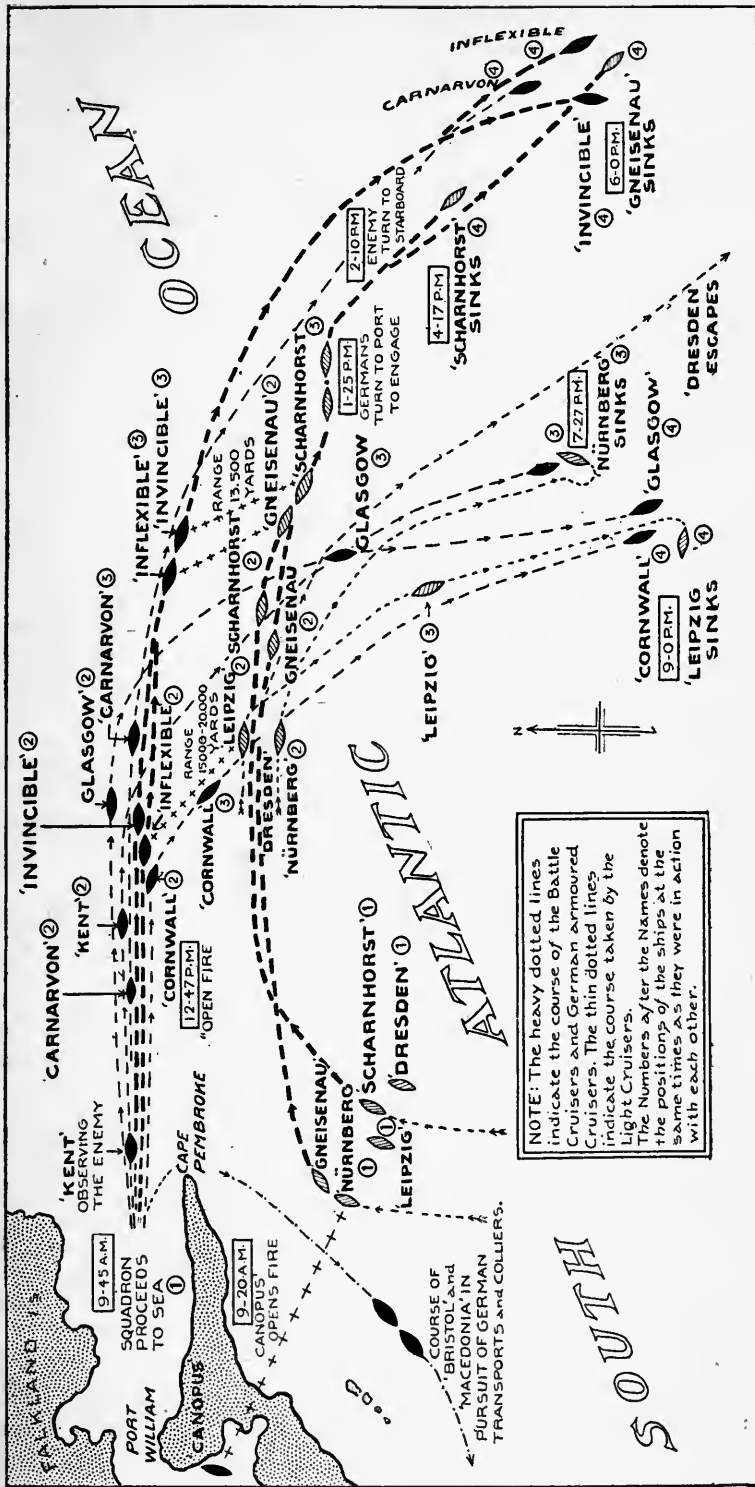 FALKLAND IS
PORT
WILLIAM
'CANOPUS'
9-45 A.M.
SQUADRON
PROCEEDS
TO SEA
①
9-20 A.M.
'CANOPUS'
OPENS FIRE
'KENT'
OBSERVING
THE ENEMY
CAPE
PEMBROKE
CARNARVON' ②
'KENT' ②
'INVINCIBLE' ②
GLASGOW' ②
'CARNARVON' ③
'INFLEXIBLE' ③
'INVINCIBLE' ③
'CORNWALL' ②
12-47 P.M.
"OPEN FIRE
'INFLEXIBLE' ②
RANGE
15000-20.000
YARDS
'CORNWALL'
③
LEIPZIG' ②
'DRESDEN'
②
'NÜRNBERG' ②
SCHARNHORST'
②
GNEISENAU
②
RANGE
13.500
YARDS
'GNEISENAU' ②
'SCHARNHORST' ③
1-25 P.M.
GERMANS
TURN TO PORT
TO ENGAGE
2-10 P.M
ENEMY
TURN TO
STARBOARD
CARNARVON ④
INFLEXIBLE
④
④
'INVINCIBLE'
④
6-0 P.M.
'GNEISENAU'
SINKS
4-17 P.M
'SCHARNHORST'
SINKS ④
GLASGOW ③
③
7-27 P.M.
'NÜRNBERG'
SINKS ③
'DRESDEN'
ESCAPES
'GLASGOW'
④
'LEIPZIG' ③
'CORNWALL'
④
9-0 P.M.
④
'LEIPZIG
SINKS
GNEISENAU
NÜRNBERG
①
①
'LEIPZIG'
SCHARNHORST' ①
'DRESDEN' ①
COURSE OF
'BRISTOL' and
'MACEDONIA' IN
PURSUIT OF GERMAN
TRANSPORTS and COLLIERS.
N
NOTE: The heavy dotted lines
indicate the course of the Battle
Cruisers and German armoured
Cruisers. The thin dotted lines
indicate the course taken by the
Light Cruisers.
The Numbers after the Names denote
the positions of the ships at the
same times as they were in action
with each other.
SOUTH
ATLANTIC
OCEAN